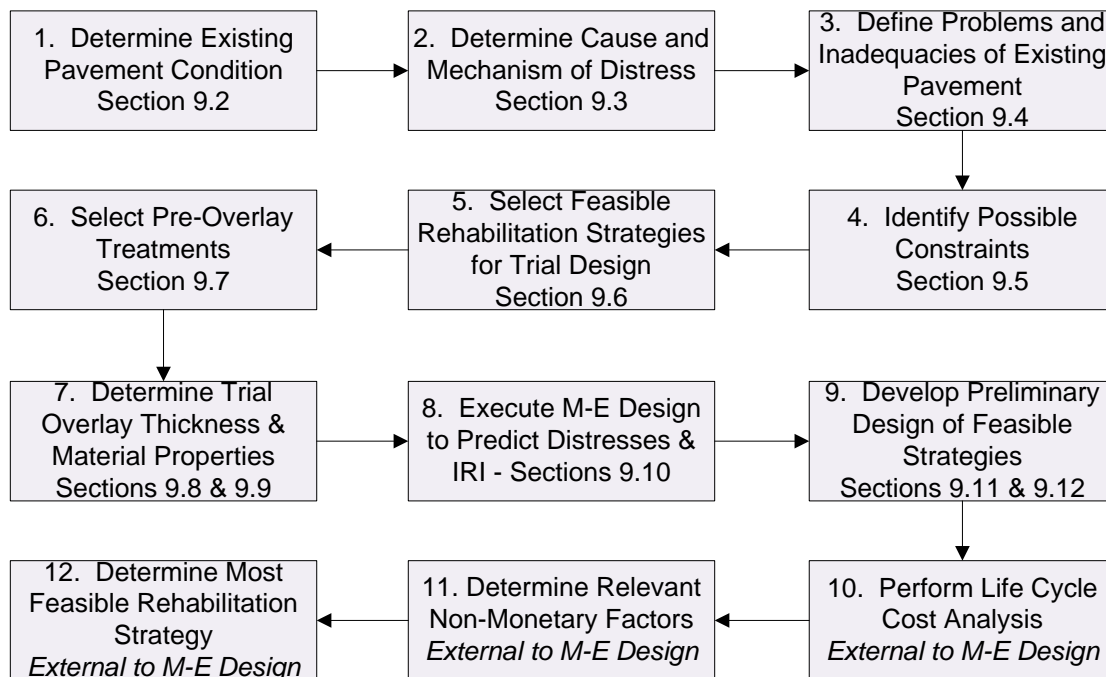 1. Determine Existing
Pavement Condition
Section 9.2
2. Determine Cause and
Mechanism of Distress
Section 9.3
3. Define Problems and
Inadequacies of Existing
Pavement
Section 9.4
4. Identify Possible
Constraints
Section 9.5
5. Select Feasible
Rehabilitation Strategies
for Trial Design
Section 9.6
6. Select Pre-Overlay
Treatments
Section 9.7
7. Determine Trial
Overlay Thickness &
Material Properties
Sections 9.8 & 9.9
8. Execute M-E Design
to Predict Distresses &
IRI - Sections 9.10
9. Develop Preliminary
Design of Feasible
Strategies
Sections 9.11 & 9.12
10. Perform Life Cycle
Cost Analysis
External to M-E Design
11. Determine Relevant
Non-Monetary Factors
External to M-E Design
12. Determine Most
Feasible Rehabilitation
Strategy
External to M-E Design